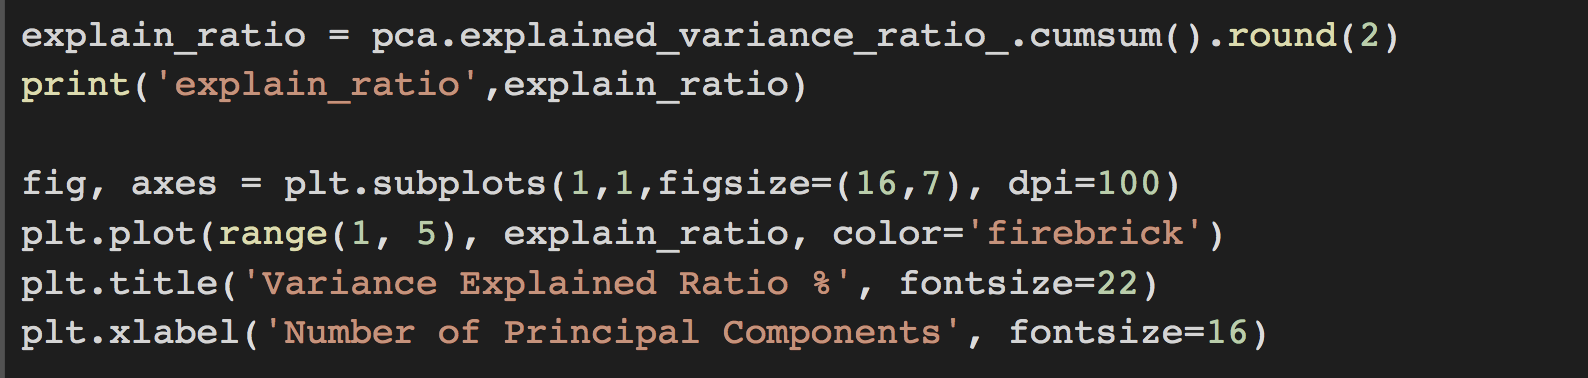 explain_ratio = pca.explained_variance_ratio_.cumsum().round(2)
print('explain_ratio',explain_ratio)
fig, axes = plt.subplots(1,1,figsize=(16,7), dpi=100)
plt.plot(range(1, 5), explain_ratio, color='firebrick')
plt.title('Variance Explained Ratio %', fontsize=22)
plt.xlabel('Number of Principal Components', fontsize=16)